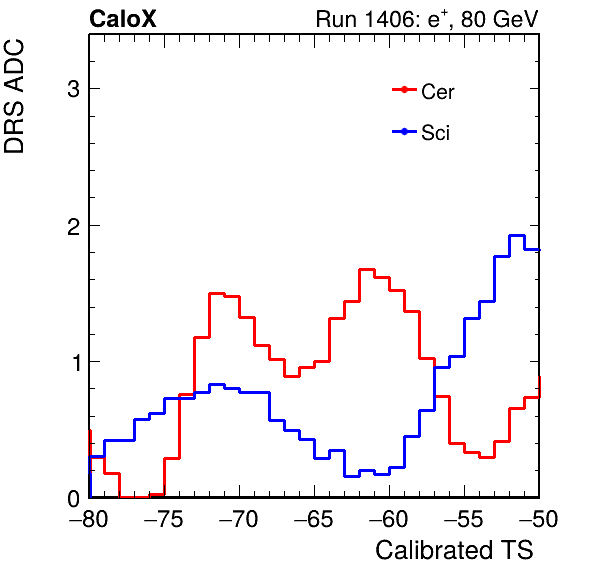 CaloX Run 1406: e⁺, 80 GeV
DRS ADC
3
2
1
0
Cer
Sci
−80 −75 −70 −65 −60 −55 −50
Calibrated TS